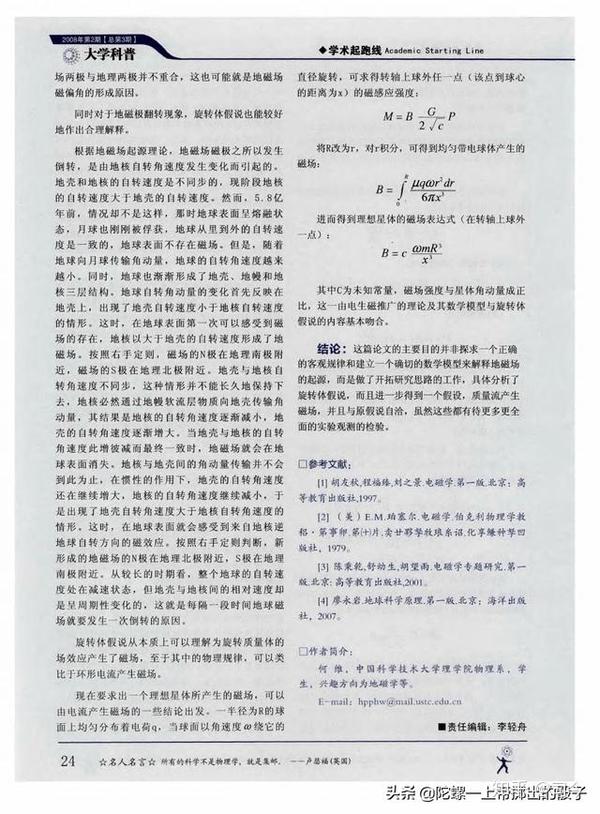 2008年第2期【总第3期】
大学科普
◆学术起跑线 Academic Starting Line
场两极与地理两极并不重合，这也可能就是地磁场
磁偏角的形成原因。
同时对于地磁极翻转现象，旋转体假说也能较好
地作出合理解释。
根据地磁场起源理论，地磁场磁极之所以发生
倒转，是由地核自转角速度发生变化而引起的。
地壳和地核的自转速度是不同的，现阶段地核
的自转速度大于地壳的自转速度。然而，5.8亿
年前，情况却不是这样，那时地球表面呈熔融状
态，月球也刚刚被俘获，地球从里到外的自转速
度是一致的，地球表面不存在磁场。但是，随着
地球向月球传输角动量，地球的自转角速度越来
越小。同时，地球也渐渐形成了地壳、地幔和地
核三层结构。地球自转角动量的变化首先反映在
地壳上，出现了地壳自转速度小于地核自转速度
的情形。这时，在地球表面第一次可以感受到磁
场的存在，地核以大于地壳的自转速度形成了地
磁场。按照右手定则，磁场的N极在地理南极附
近，磁场的S极在地理北极附近。地壳与地核自
转角速度不同步，这种情形并不能长久地保持下
去，地核必然通过地幔软流层物质向地壳传输角
动量，其结果是地核的自转角速度逐渐减小，地
壳的自转角速度逐渐增大。当地壳与地核的自转
角速度此增彼减而最终一致时，地磁场就会在地
球表面消失。地核与地壳间的角动量传输并不会
到此为止，在惯性的作用下，地壳的自转角速度
还在继续增大，地核的自转角速度继续减小，于
是出现了地壳自转角速度大于地核自转角速度的
情形。这时，在地球表面就会感受到来自地核逆
地球自转方向的磁效应。按照右手定则判断，新
形成的地磁场的N极在地理北极附近，S极在地理
南极附近。从较长的时期看，整个地球的自转速
度处在减速状态，但地壳与地核间的相对速度却
是呈周期性变化的，这就是每隔一段时间地球磁
场就要发生一次倒转的原因。
旋转体假说从本质上可以理解为旋转质量体的
场效应产生了磁场，至于其中的物理规律，可以类
比于环形电流产生磁场。
现在要求出一个理想星体所产生的磁场，可以
由电流产生磁场的一些结论出发。一半径为R的球
面上均匀分布着电荷q，当球面以角速度ω绕它的
直径旋转，可求得转轴上球外任一点（该点到球心
的距离为x）的磁感应强度：
M = B G/2√c P
将R改为r，对r积分，可得到均匀带电球体产生的
磁场：
B = ∫₀ᴿ μqωr²dr/6πx³
进而得到理想星体的磁场表达式（在转轴上球外
一点）：
B = c ωmR³/x³
其中C为未知常量，磁场强度与星体角动量成正
比，这一由电生磁推广的理论及其数学模型与旋转体
假说的内容基本吻合。
结论：这篇论文的主要目的并非探求一个正确
的客观规律和建立一个确切的数学模型来解释地磁场
的起源，而是做了开拓研究思路的工作，具体分析了
旋转体假说，而且进一步得到一个假设，质量流产生
磁场，并且与原假说自洽，虽然这些都有待更多更全
面的实验观测的检验。
□参考文献：
[1] 胡友秋,程福臻,刘之景.电磁学.第一版.北京：高
等教育出版社,1997。
[2] （美）E.M.珀塞尔.电磁学.伯克利物理学教
出版社，1979。
[3] 陈秉乾,舒幼生,胡望雨.电磁学专题研究.第一
版.北京：高等教育出版社,2001。
[4] 廖永岩.地球科学原理.第一版.北京：海洋出版
社，2007。
□作者简介：
何 维，中国科学技术大学理学院物理系，学
生，兴趣方向为地磁学等。
E-mail：hpphw@mail.ustc.edu.cn
■责任编辑：李轻舟
24 ☆名人名言☆ 所有的科学不是物理学，就是集邮。 ——卢瑟福(英国)
头条 @陀螺—上帝掷出的骰子